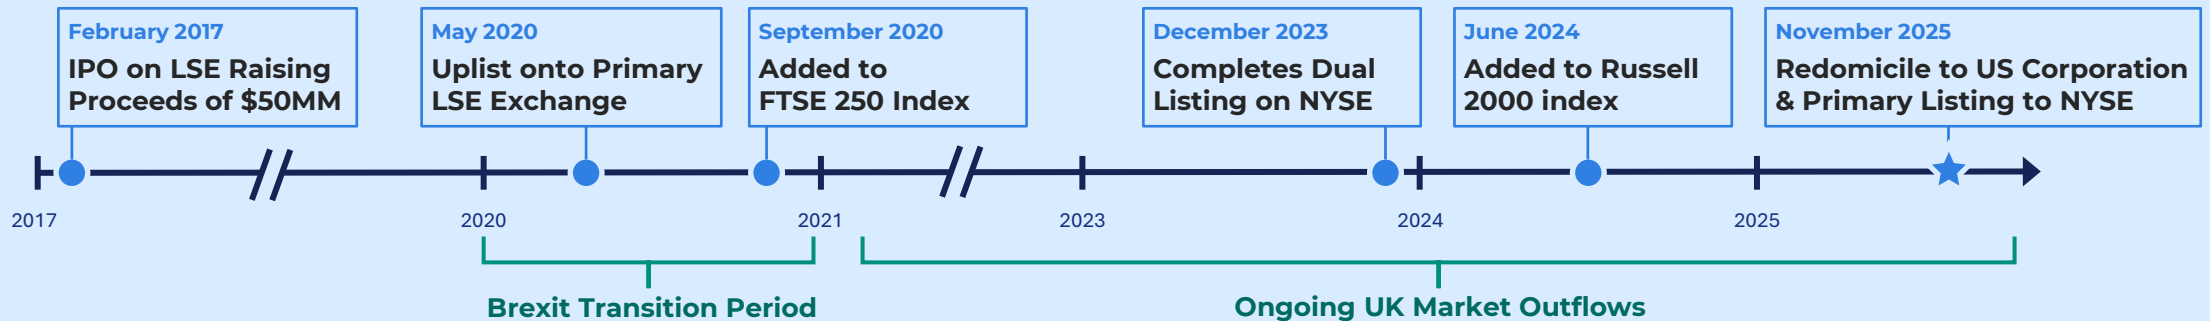 February 2017
IPO on LSE Raising
Proceeds of $50MM
May 2020
Uplist onto Primary
LSE Exchange
September 2020
Added to
FTSE 250 Index
December 2023
Completes Dual
Listing on NYSE
June 2024
Added to Russell
2000 index
November 2025
Redomicile to US Corporation
& Primary Listing to NYSE
2017
2020
2021
2023
2024
2025
Brexit Transition Period
Ongoing UK Market Outflows